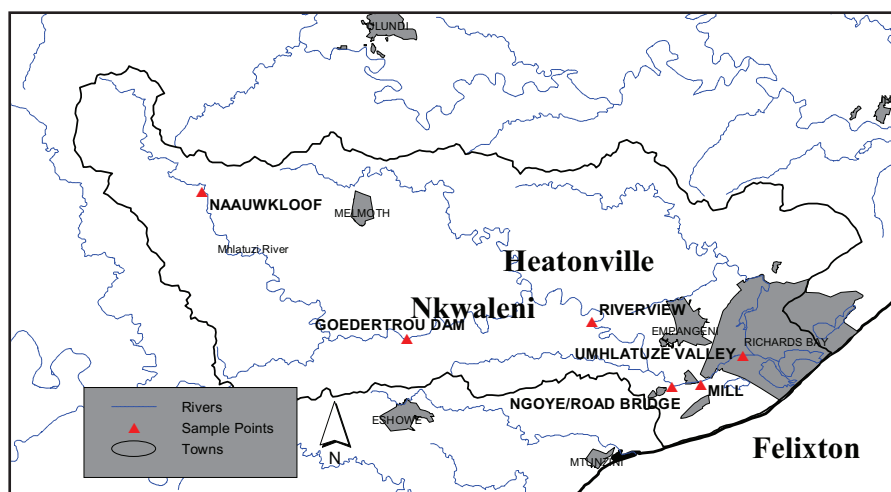 ULUNDI
NAAUWKLOOF
MELMOTH
Mhlatuzi River
Heatonville
Nkwaleni
RIVERVIEW
GOEDERTROU DAM
EMPANGENI
RICHARDS BAY
UMHLATUZE VALLEY
MILL
NGOYE/ROAD BRIDGE
ESHOWE
Felixton
MTUNZINI
Rivers
Sample Points
Towns
N